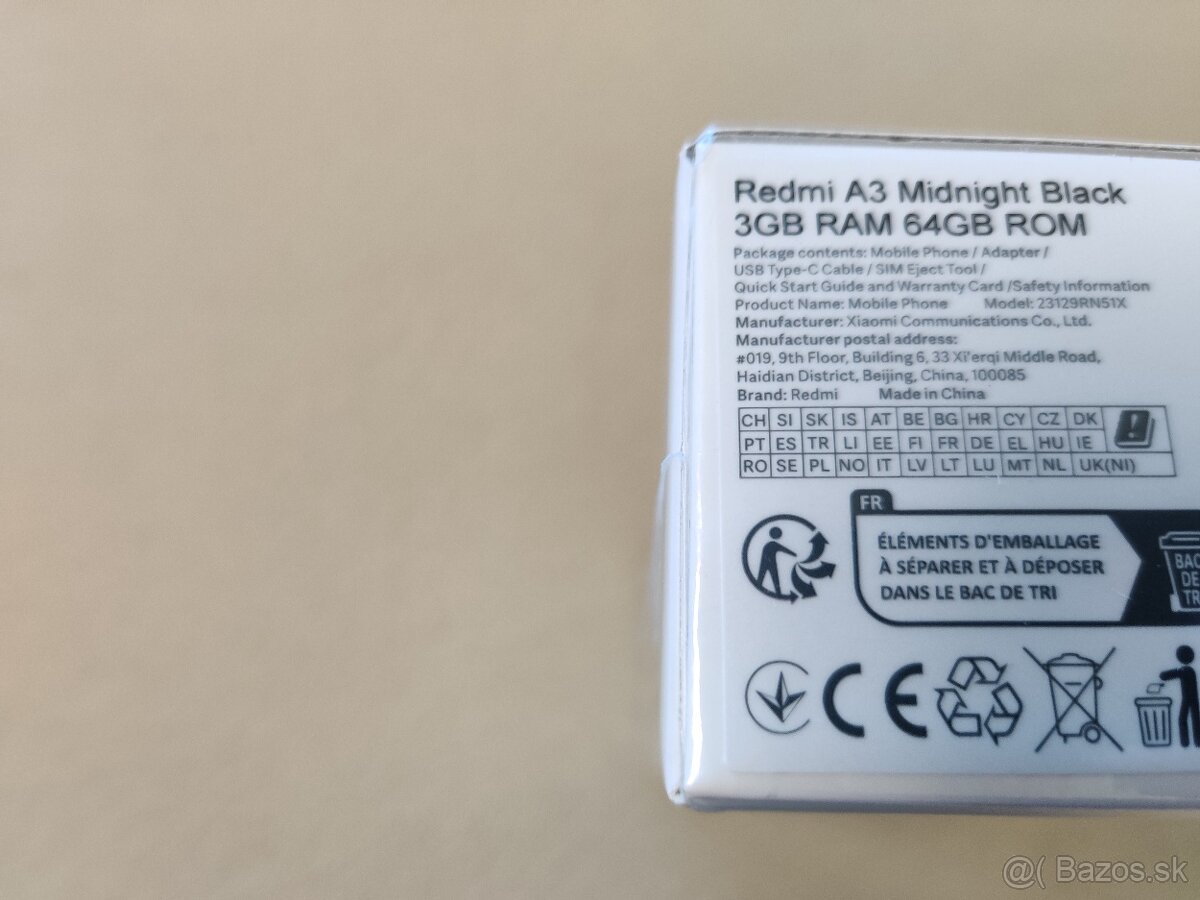 Redmi A3 Midnight Black
3GB RAM 64GB ROM
Package contents: Mobile Phone / Adapter /
USB Type-C Cable / SIM Eject Tool /
Quick Start Guide and Warranty Card /Safety Information
Product Name: Mobile Phone Model: 23129RN51X
Manufacturer: Xiaomi Communications Co., Ltd.
Manufacturer postal address:
#019, 9th Floor, Building 6, 33 Xi'erqi Middle Road,
Haidian District, Beijing, China, 100085
Brand: Redmi Made in China
CH SI SK IS AT BE BG HR CY CZ DK
PT ES TR LI EE FI FR DE EL HU IE
RO SE PL NO IT LV LT LU MT NL UK(NI)
FR
ÉLÉMENTS D'EMBALLAGE
À SÉPARER ET À DÉPOSER
DANS LE BAC DE TRI
BAC
DE
TRI
CE
@( Bazos.sk